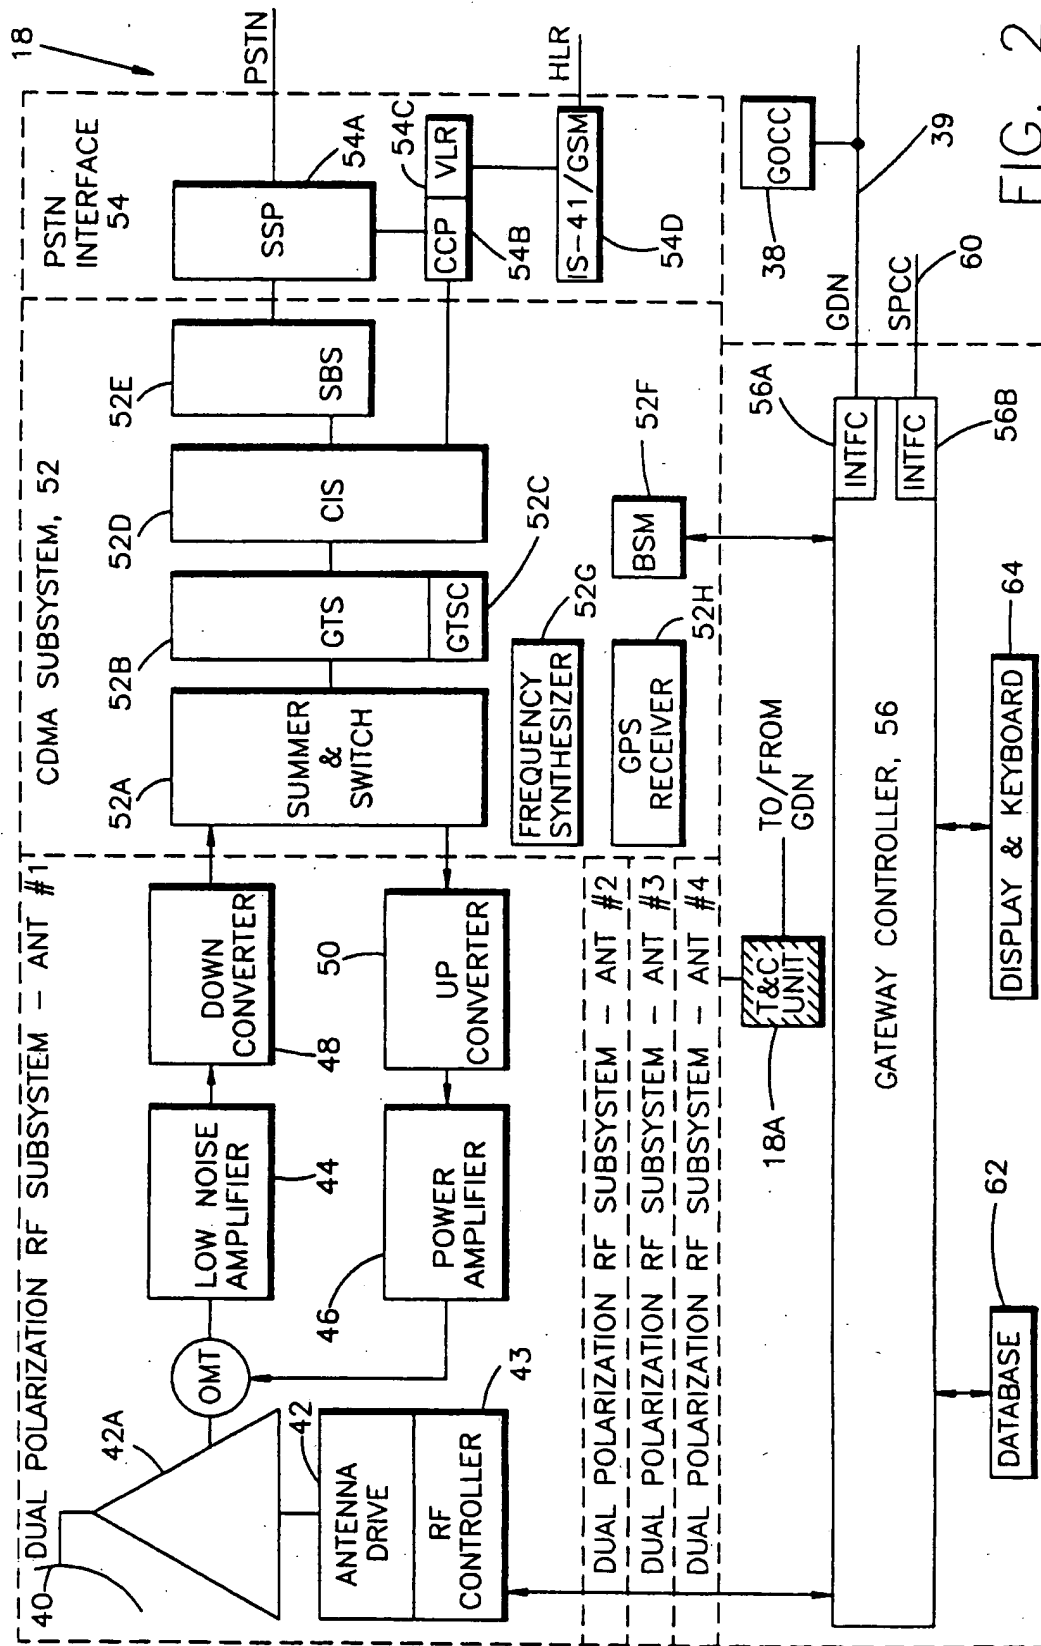 18
40
DUAL POLARIZATION RF SUBSYSTEM - ANT #1
CDMA SUBSYSTEM, 52
PSTN
INTERFACE
54
PSTN
42A
OMT
LOW NOISE
AMPLIFIER
44
DOWN
CONVERTER
48
52A
SUMMER
&
SWITCH
52B
GTS
GTSC
52C
52D
CIS
52E
SBS
SSP
54A
CCP
VLR
54C
54B
HLR
IS-41/GSM
54D
42
ANTENNA
DRIVE
RF
CONTROLLER
43
46
POWER
AMPLIFIER
50
UP
CONVERTER
FREQUENCY
SYNTHESIZER
52G
GPS
RECEIVER
52H
BSM
52F
DUAL POLARIZATION RF SUBSYSTEM - ANT #2
DUAL POLARIZATION RF SUBSYSTEM - ANT #3
DUAL POLARIZATION RF SUBSYSTEM - ANT #4
18A
T&C
UNIT
TO/FROM
GDN
GATEWAY CONTROLLER, 56
56A
INTFC
INTFC
56B
GDN
SPCC
60
38
GOCC
39
DATABASE
62
DISPLAY & KEYBOARD
64
FIG. 2